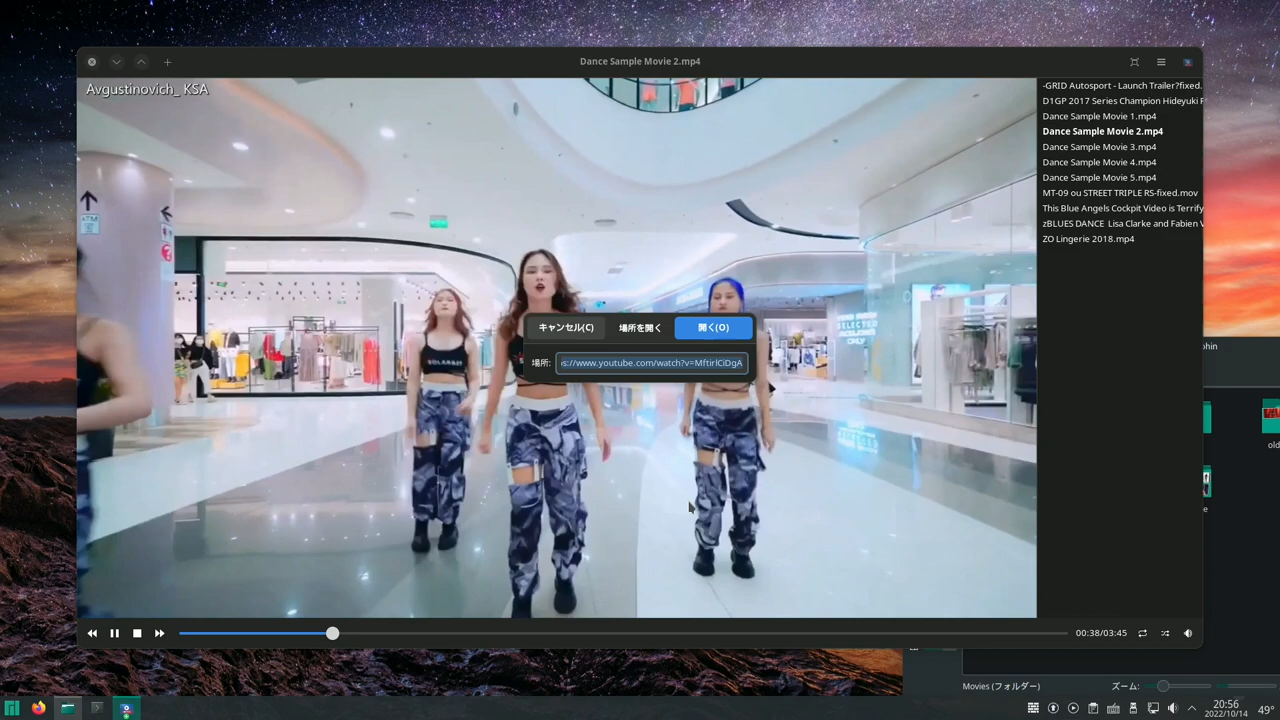 Dance Sample Movie 2.mp4
Avgustinovich_ KSA
-GRID Autosport - Launch Trailer?fixed.
D1GP 2017 Series Champion Hideyuki F
Dance Sample Movie 1.mp4
Dance Sample Movie 2.mp4
Dance Sample Movie 3.mp4
Dance Sample Movie 4.mp4
Dance Sample Movie 5.mp4
MT-09 ou STREET TRIPLE RS-fixed.mov
This Blue Angels Cockpit Video is Terrify
zBLUES DANCE  Lisa Clarke and Fabien V
ZO Lingerie 2018.mp4
ATM
キャンセル(C) 場所を開く 開く(O)
場所: s://www.youtube.com/watch?v=MftirlCiDgA
phin
old
e
00:38/03:45
Movies (フォルダー) ズーム:
20:56
2022/10/14
49°